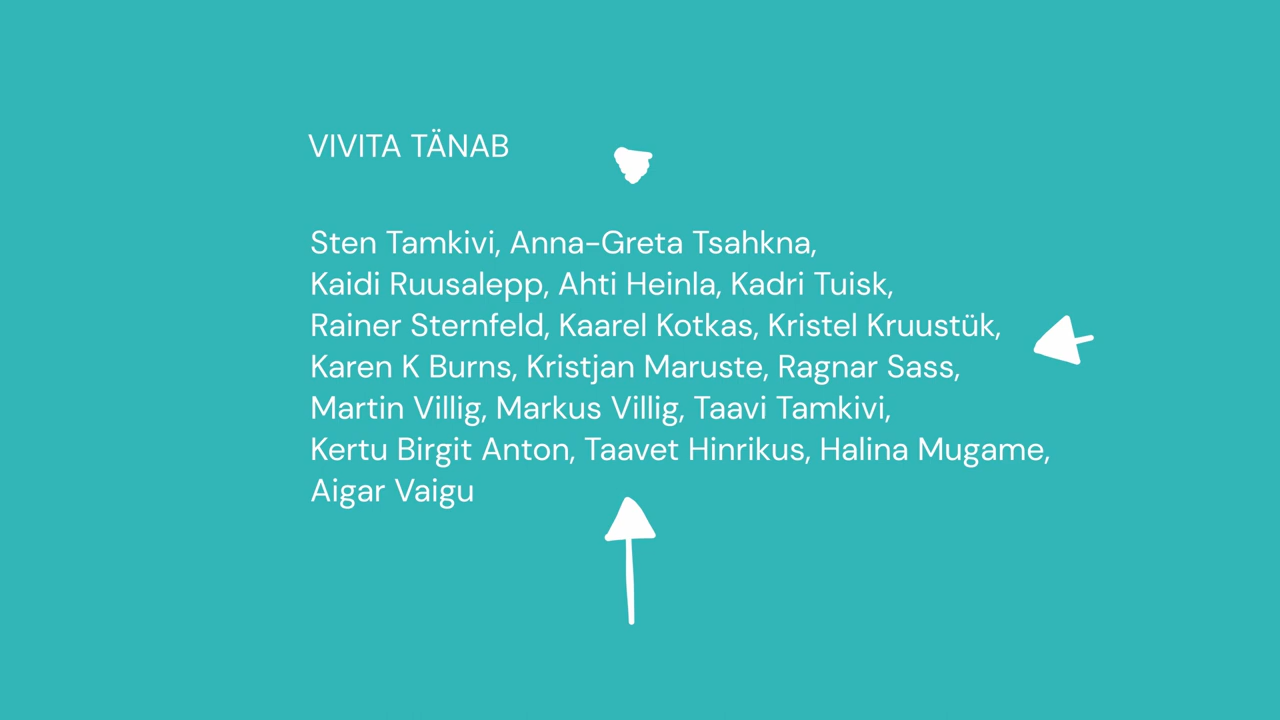 VIVITA TÄNAB
Sten Tamkivi, Anna-Greta Tsahkna,
Kaidi Ruusalepp, Ahti Heinla, Kadri Tuisk,
Rainer Sternfeld, Kaarel Kotkas, Kristel Kruustük,
Karen K Burns, Kristjan Maruste, Ragnar Sass,
Martin Villig, Markus Villig, Taavi Tamkivi,
Kertu Birgit Anton, Taavet Hinrikus, Halina Mugame,
Aigar Vaigu